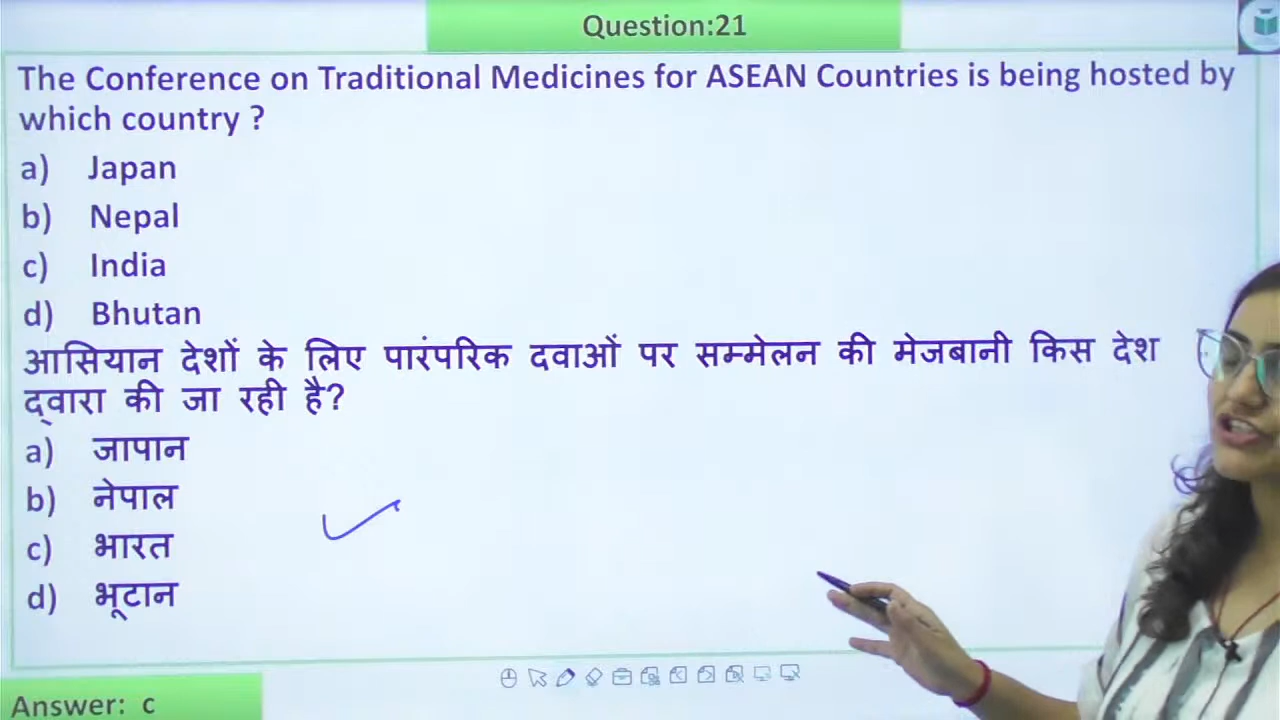 Question:21
The Conference on Traditional Medicines for ASEAN Countries is being hosted by
which country ?
a) Japan
b) Nepal
c) India
d) Bhutan
आसियान देशों के लिए पारंपरिक दवाओं पर सम्मेलन की मेजबानी किस देश
द्वारा की जा रही है?
a) जापान
b) नेपाल
c) भारत
d) भूटान
Answer: c